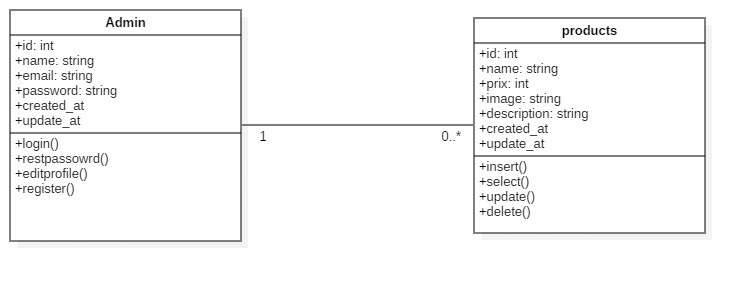 Admin
+id: int
+name: string
+email: string
+password: string
+created_at
+update_at
+login()
+restpassowrd()
+editprofile()
+register()
1
0..*
products
+id: int
+name: string
+prix: int
+image: string
+description: string
+created_at
+update_at
+insert()
+select()
+update()
+delete()